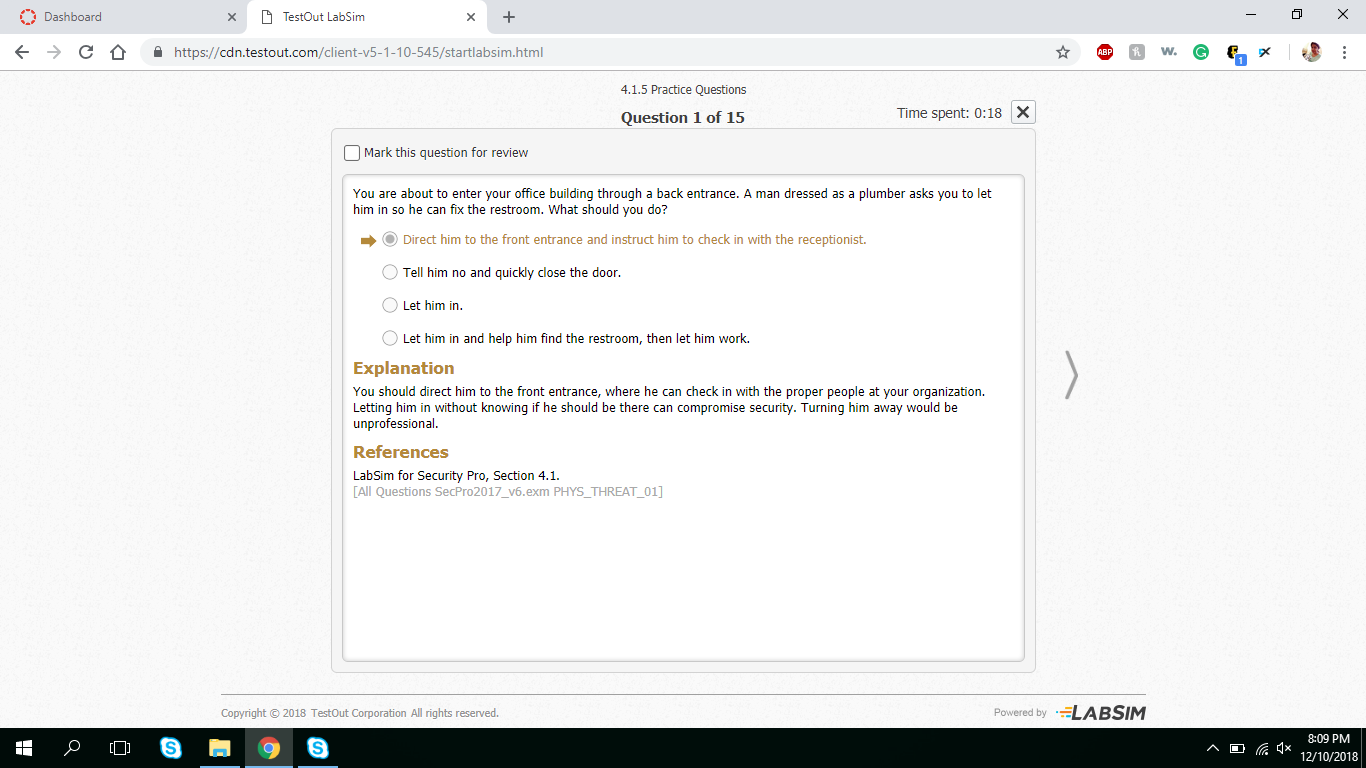 Dashboard
TestOut LabSim
https://cdn.testout.com/client-v5-1-10-545/startlabsim.html
ABP
w.
1
4.1.5 Practice Questions
Question 1 of 15
Time spent: 0:18
Mark this question for review
You are about to enter your office building through a back entrance. A man dressed as a plumber asks you to let
him in so he can fix the restroom. What should you do?
Direct him to the front entrance and instruct him to check in with the receptionist.
Tell him no and quickly close the door.
Let him in.
Let him in and help him find the restroom, then let him work.
Explanation
You should direct him to the front entrance, where he can check in with the proper people at your organization.
Letting him in without knowing if he should be there can compromise security. Turning him away would be
unprofessional.
References
LabSim for Security Pro, Section 4.1.
[All Questions SecPro2017_v6.exm PHYS_THREAT_01]
Copyright © 2018 TestOut Corporation All rights reserved.
Powered by LABSIM
8:09 PM
12/10/2018